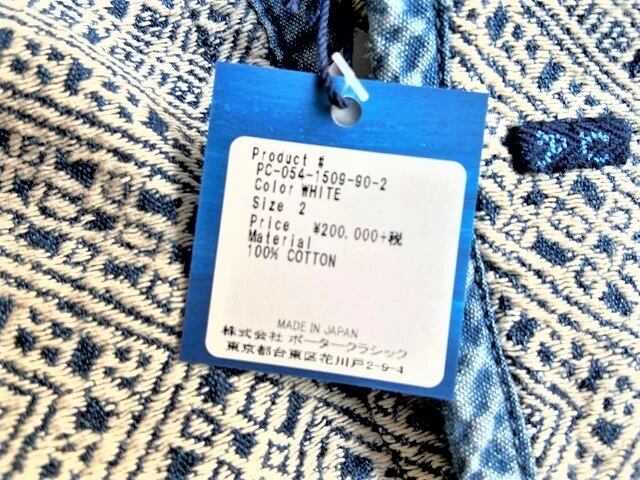 Product #
PC-054-1509-90-2
Color WHITE
Size 2
Price ¥200,000+税
Material
100% COTTON
MADE IN JAPAN
株式会社 ポータークラシック
東京都台東区花川戸2-9-4